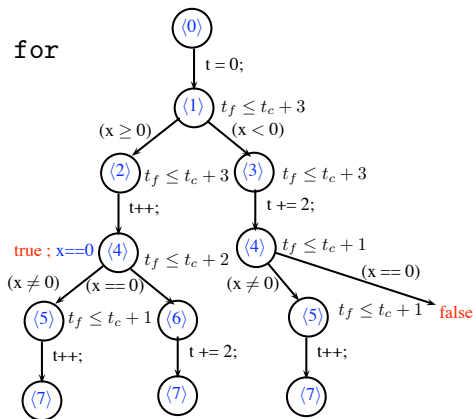 ⟨0⟩
for
t = 0;
⟨1⟩ t_f ≤ t_c + 3
(x ≥ 0) (x < 0)
⟨2⟩ t_f ≤ t_c + 3 ⟨3⟩ t_f ≤ t_c + 3
t++; t += 2;
true ; x==0 ⟨4⟩ t_f ≤ t_c + 2 ⟨4⟩ t_f ≤ t_c + 1
(x ≠ 0) (x == 0) (x ≠ 0) (x == 0)
⟨5⟩ t_f ≤ t_c + 1 ⟨6⟩ ⟨5⟩ t_f ≤ t_c + 1 false
t++; t += 2; t++;
⟨7⟩ ⟨7⟩ ⟨7⟩